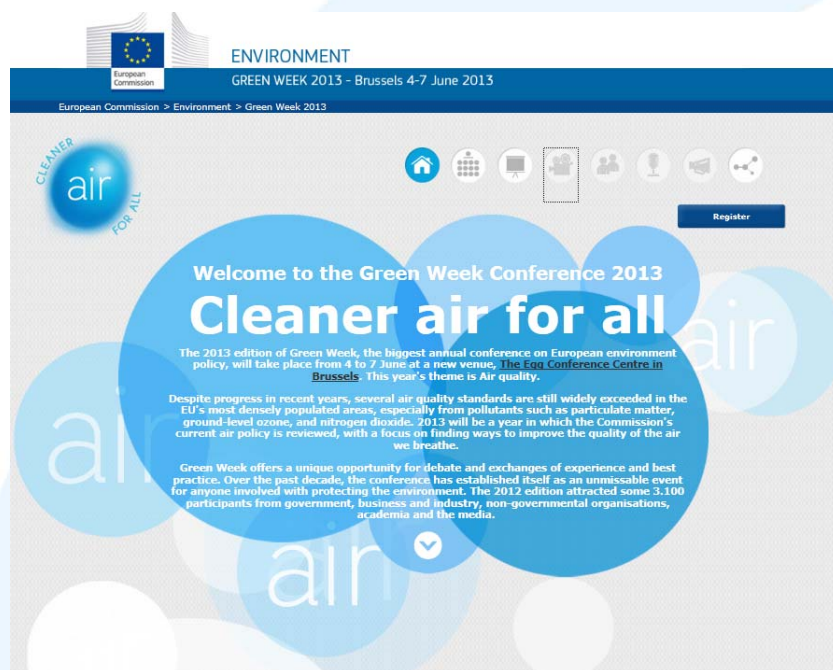 European
Commission
ENVIRONMENT
GREEN WEEK 2013 - Brussels 4-7 June 2013
European Commission > Environment > Green Week 2013
CLEANER
air
FOR ALL
Register
Welcome to the Green Week Conference 2013
Cleaner air for all
The 2013 edition of Green Week, the biggest annual conference on European environment
policy, will take place from 4 to 7 June at a new venue, The Egg Conference Centre in
Brussels. This year's theme is Air quality.
Despite progress in recent years, several air quality standards are still widely exceeded in the
EU's most densely populated areas, especially from pollutants such as particulate matter,
ground-level ozone, and nitrogen dioxide. 2013 will be a year in which the Commission's
current air policy is reviewed, with a focus on finding ways to improve the quality of the air
we breathe.
Green Week offers a unique opportunity for debate and exchanges of experience and best
practice. Over the past decade, the conference has established itself as an unmissable event
for anyone involved with protecting the environment. The 2012 edition attracted some 3.100
participants from government, business and industry, non-governmental organisations,
academia and the media.
air
air
air